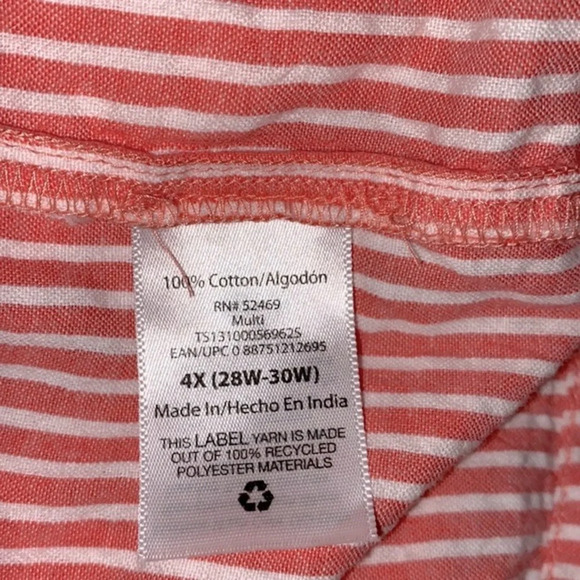 100% Cotton/Algodón
RN# 52469
Multi
TS13100056962S
EAN/UPC 0 88751212695
4X (28W-30W)
Made In/Hecho En India
THIS LABEL YARN IS MADE
OUT OF 100% RECYCLED
POLYESTER MATERIALS